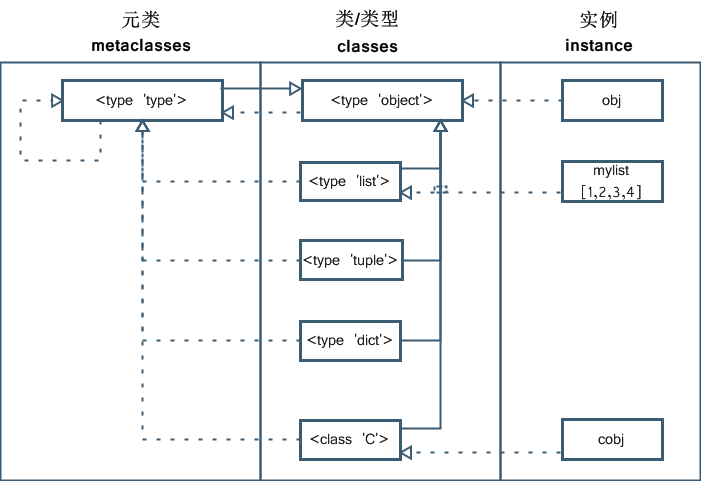 元类
类/类型
实例
metaclasses
classes
instance
<type 'type'>
<type 'object'>
obj
<type 'list'>
mylist
[1,2,3,4]
<type 'tuple'>
<type 'dict'>
<class 'C'>
cobj